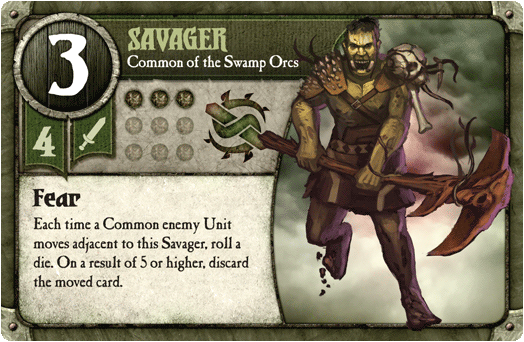 3
SAVAGER
Common of the Swamp Orcs
4
Fear
Each time a Common enemy Unit
moves adjacent to this Savager, roll a
die. On a result of 5 or higher, discard
the moved card.